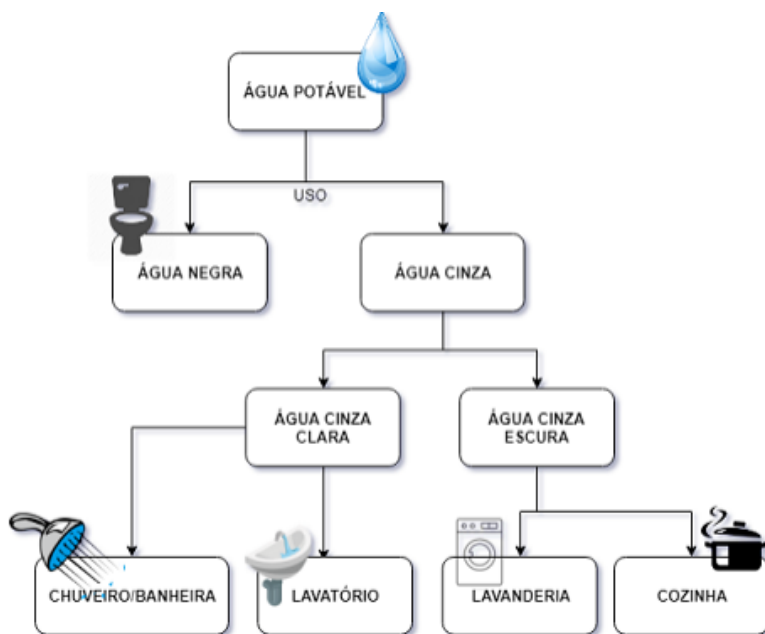 ÁGUA POTÁVEL
USO
ÁGUA NEGRA
ÁGUA CINZA
ÁGUA CINZA
CLARA
ÁGUA CINZA
ESCURA
CHUVEIRO/BANHEIRA
LAVATÓRIO
LAVANDERIA
COZINHA